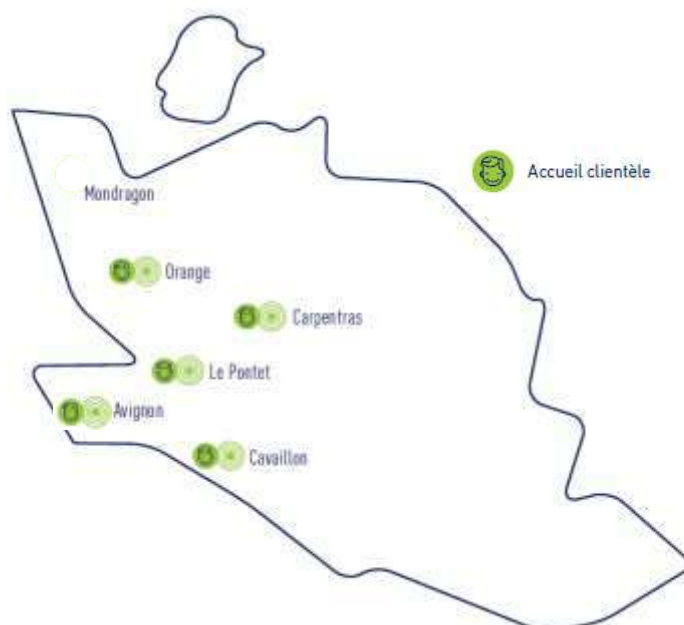 Accueil clientèle
Mondragon
Orange
Carpentras
Le Pontet
Avignon
Cavaillon